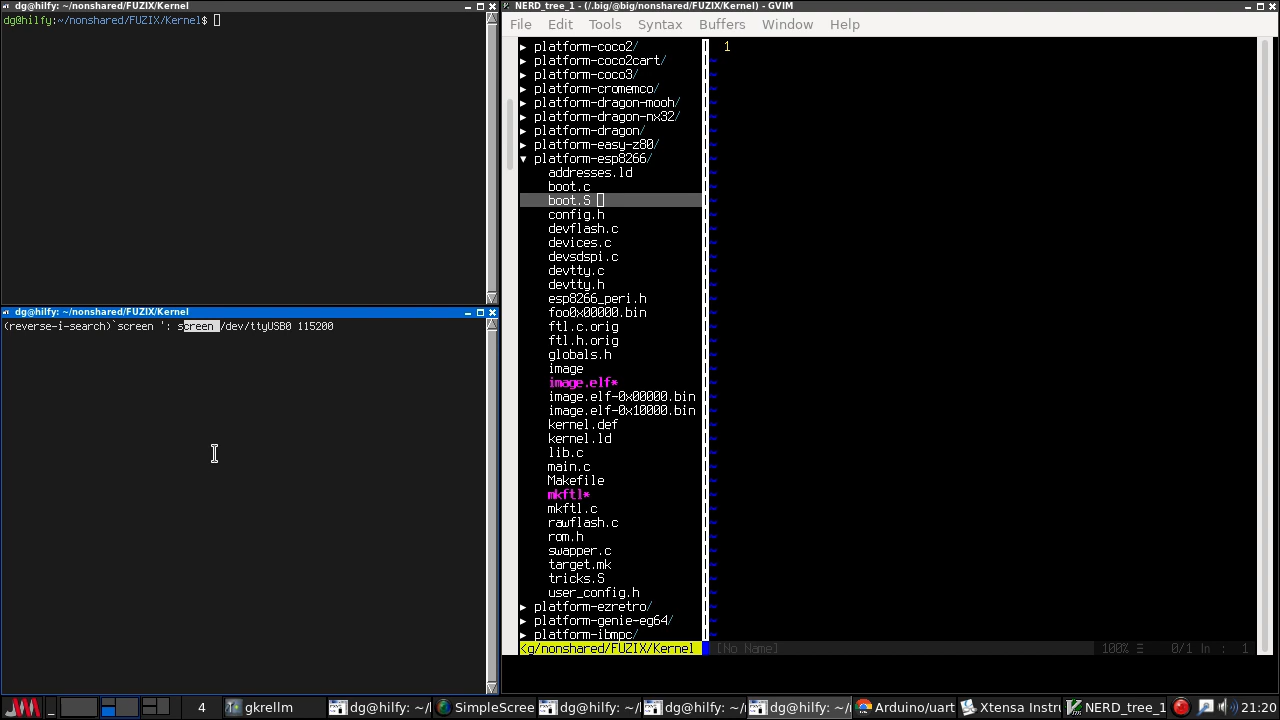 dg@hilfy: ~/nonshared/FUZIX/Kernel
dg@hilfy:~/nonshared/FUZIX/Kernel$
dg@hilfy: ~/nonshared/FUZIX/Kernel
verse-i-search)`screen ': screen /ev/ttyUSB0 115200
NERD_tree_1 - (/.big/@big/nonshared/FUZIX/Kernel) - GVIM
File Edit Tools Syntax Buffers Window Help
▸ platform-coco2/
▸ platform-coco2cart/
▸ platform-coco3/
▸ platform-cromemco/
▸ platform-dragon-mooh/
▸ platform-dragon-nx32/
▸ platform-dragon/
▸ platform-easy-z80/
▾ platform-esp8266/
addresses.ld
boot.c
boot.S
config.h
devflash.c
devices.c
devsdspi.c
devtty.c
devtty.h
esp8266_peri.h
foo0x00000.bin
ftl.c.orig
ftl.h.orig
globals.h
image
image.elf*
image.elf-0x00000.bin
image.elf-0x10000.bin
kernel.def
kernel.ld
lib.c
main.c
Makefile
mkftl*
mkftl.c
rawflash.c
rom.h
swapper.c
target.mk
tricks.S
user_config.h
▸ platform-ezretro/
▸ platform-genie-eg64/
▸ platform-ibmpc/
<g/nonshared/FUZIX/Kernel
1
[No Name] 100% ☰ 0/1 ln : 1
4 gkrellm dg@hilfy: ~/ SimpleScree dg@hilfy: ~/ dg@hilfy: ~/ dg@hilfy: ~/ Arduino/uart Xtensa Instru NERD_tree_1 21:20